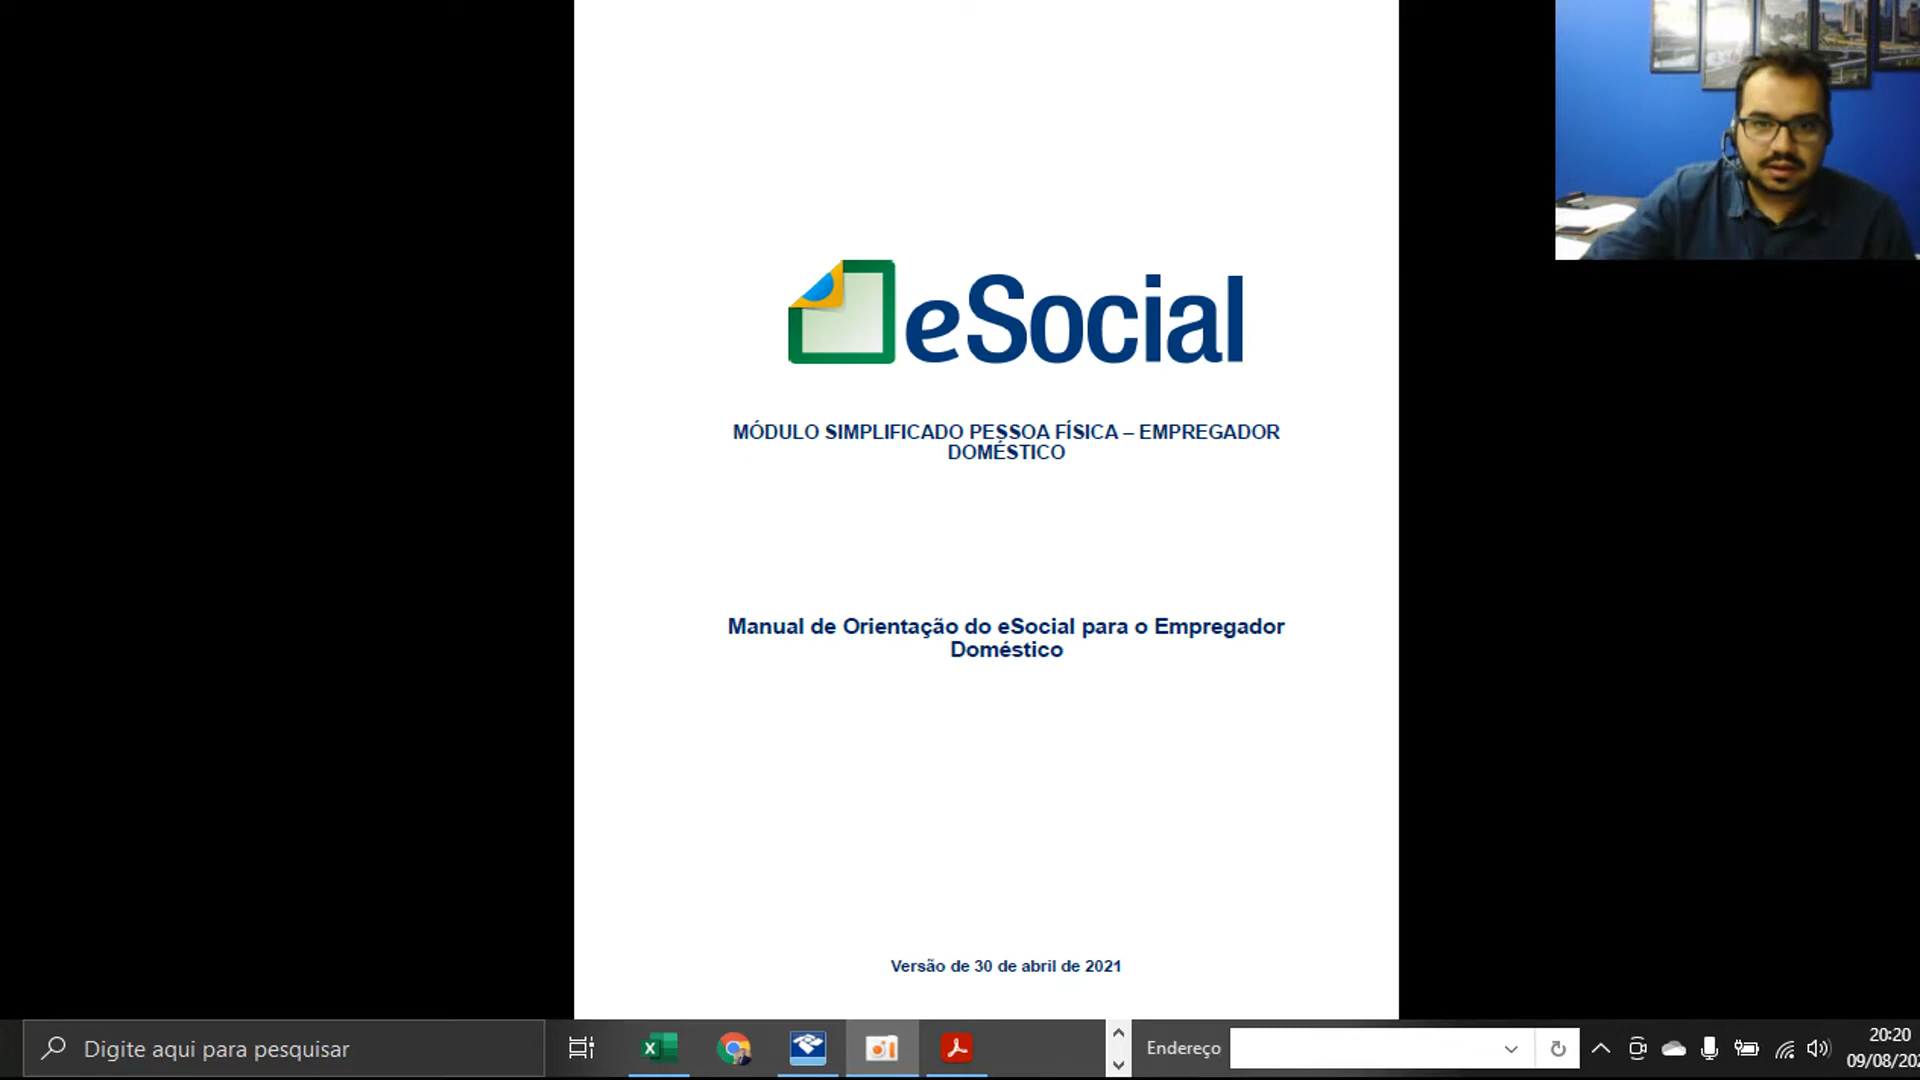 eSocial
MÓDULO SIMPLIFICADO PESSOA FÍSICA – EMPREGADOR
DOMÉSTICO
Manual de Orientação do eSocial para o Empregador
Doméstico
Versão de 30 de abril de 2021
Digite aqui para pesquisar
Endereço
20:20